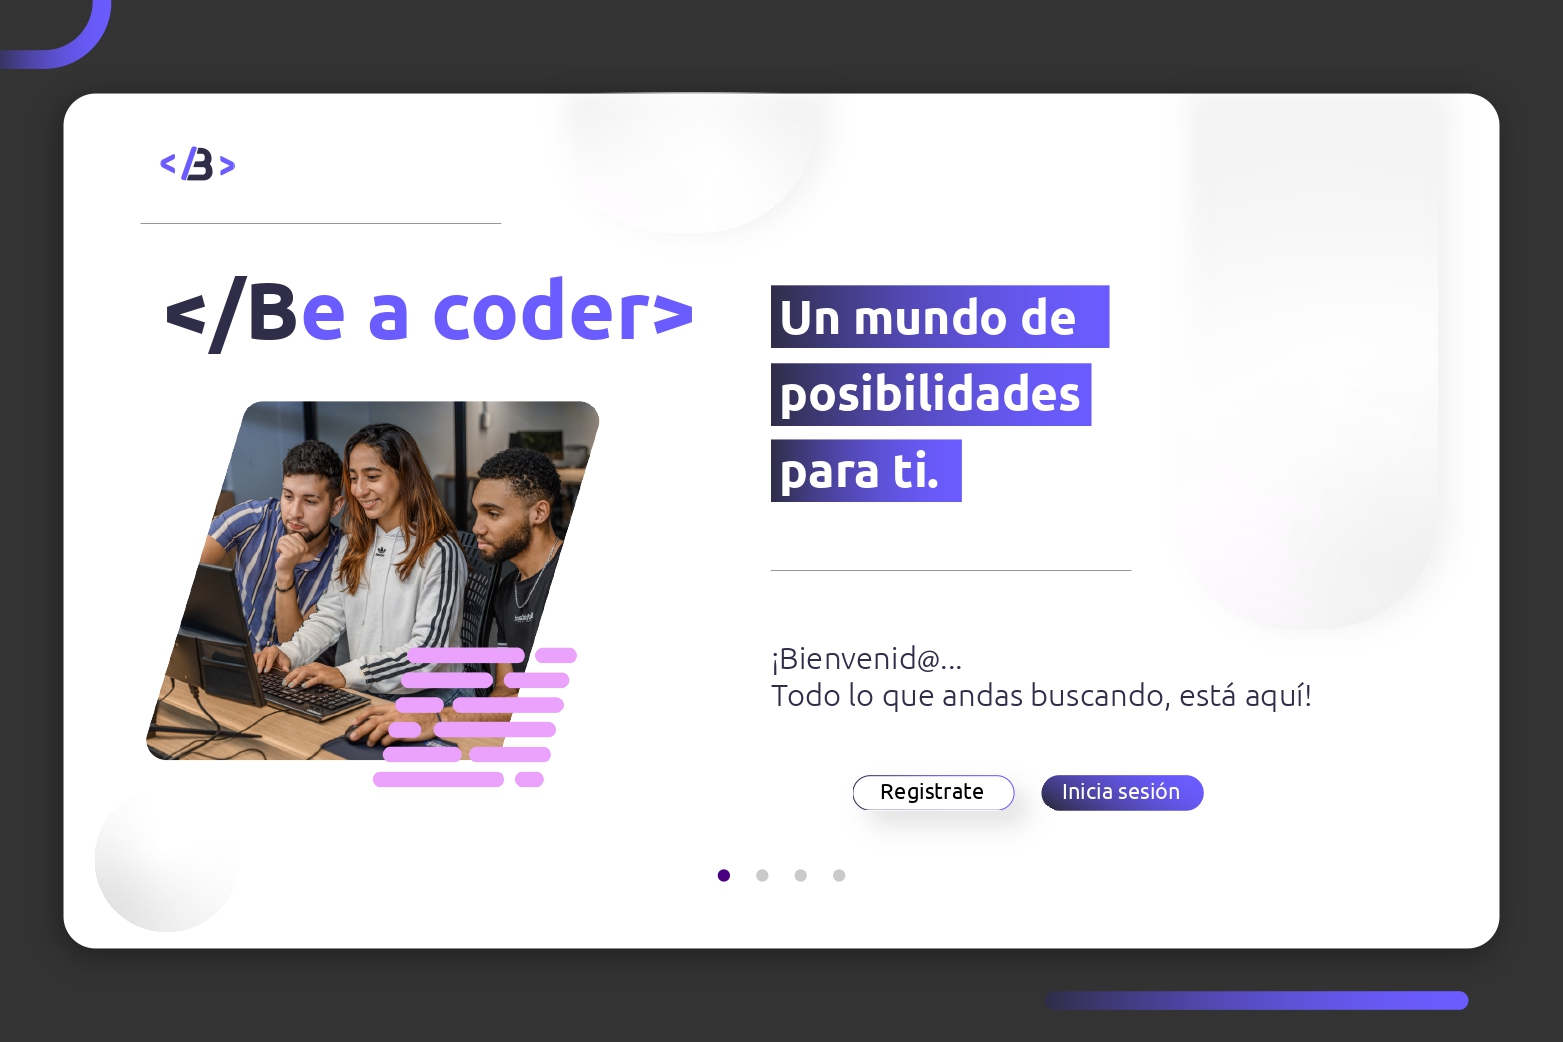 </B>
</Be a coder>
Un mundo de
posibilidades
para ti.
¡Bienvenid@...
Todo lo que andas buscando, está aquí!
Registrate
Inicia sesión